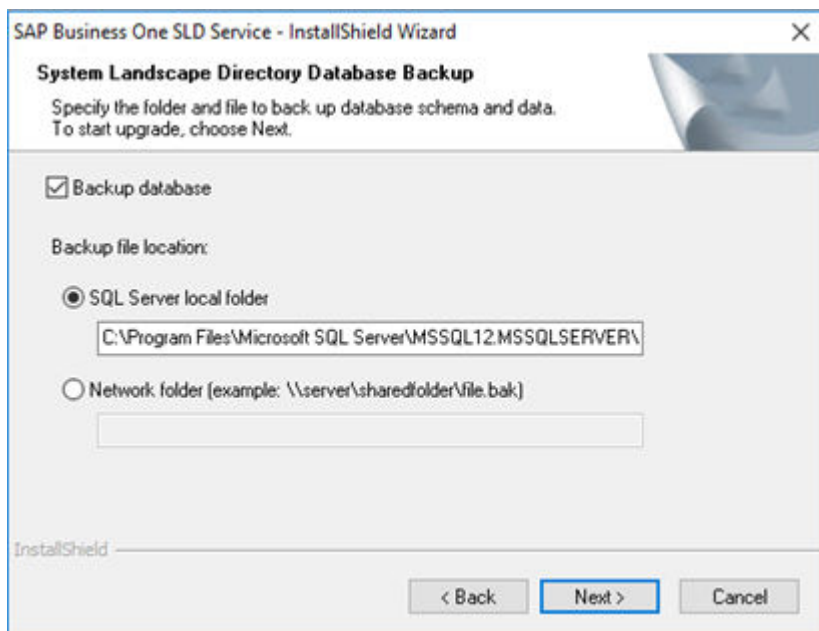 SAP Business One SLD Service - InstallShield Wizard
System Landscape Directory Database Backup
Specify the folder and file to back up database schema and data.
To start upgrade, choose Next.
Backup database
Backup file location:
SQL Server local folder
C:\Program Files\Microsoft SQL Server\MSSQL12.MSSQLSERVER\
Network folder (example: \\server\sharedfolder\file.bak)
InstallShield
< Back Next > Cancel